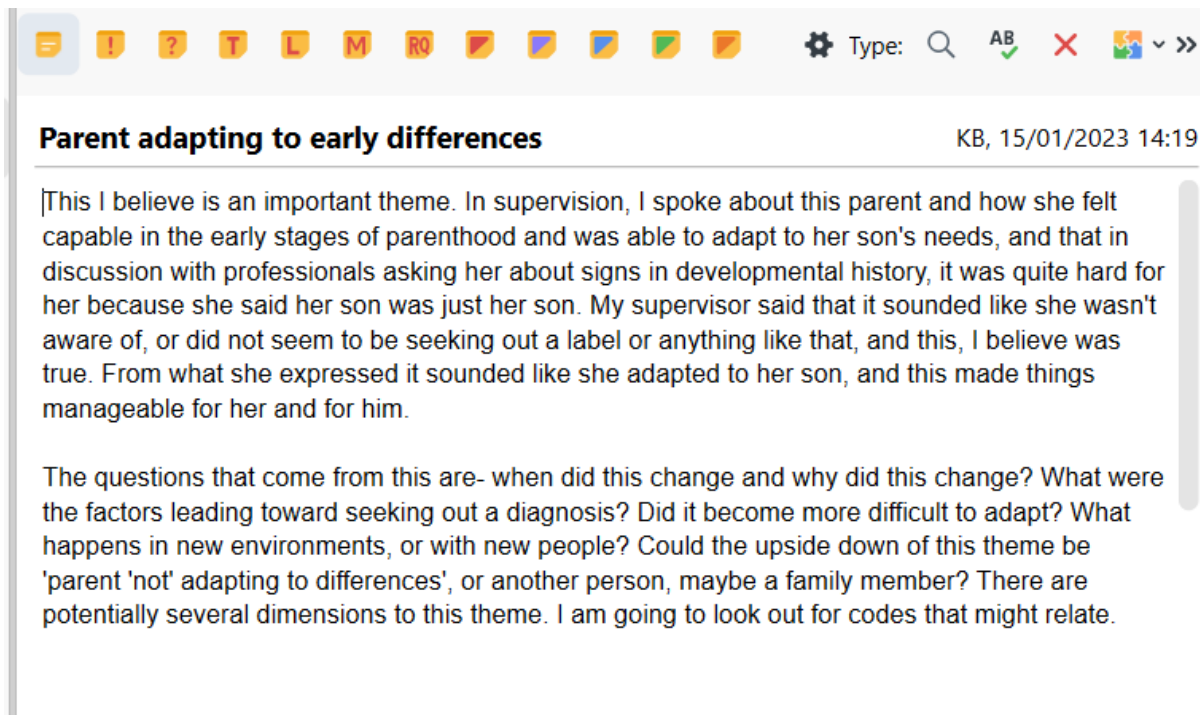 ! ? T L M RQ Type: AB
Parent adapting to early differences KB, 15/01/2023 14:19
This I believe is an important theme. In supervision, I spoke about this parent and how she felt
capable in the early stages of parenthood and was able to adapt to her son's needs, and that in
discussion with professionals asking her about signs in developmental history, it was quite hard for
her because she said her son was just her son. My supervisor said that it sounded like she wasn't
aware of, or did not seem to be seeking out a label or anything like that, and this, I believe was
true. From what she expressed it sounded like she adapted to her son, and this made things
manageable for her and for him.
The questions that come from this are- when did this change and why did this change? What were
the factors leading toward seeking out a diagnosis? Did it become more difficult to adapt? What
happens in new environments, or with new people? Could the upside down of this theme be
'parent 'not' adapting to differences', or another person, maybe a family member? There are
potentially several dimensions to this theme. I am going to look out for codes that might relate.